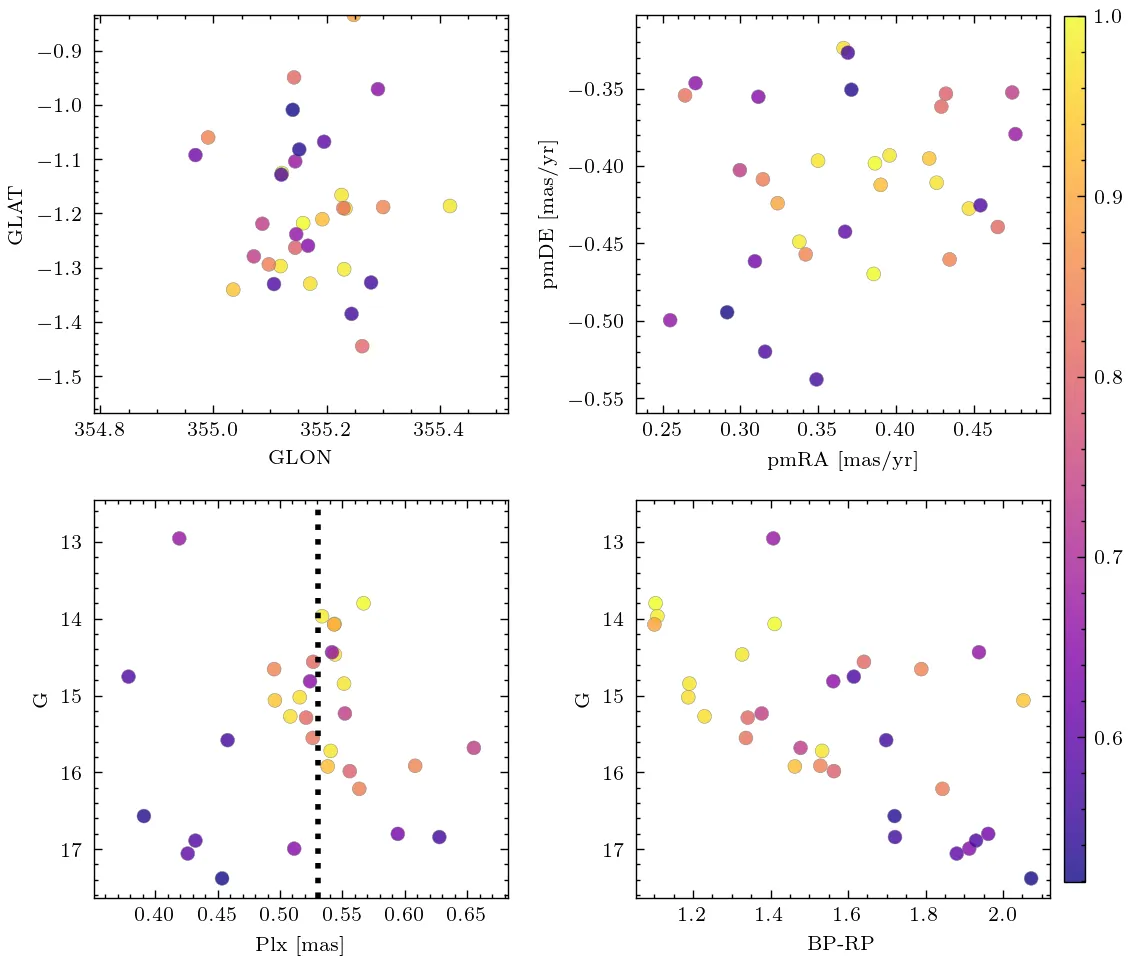 −0.9
−1.0
−1.1
−1.2
−1.3
−1.4
−1.5
GLAT
354.8 355.0 355.2 355.4
GLON
−0.35
−0.40
−0.45
−0.50
−0.55
pmDE [mas/yr]
0.25 0.30 0.35 0.40 0.45
pmRA [mas/yr]
1.0
0.9
0.8
0.7
0.6
13
14
15
16
17
G
0.40 0.45 0.50 0.55 0.60 0.65
Plx [mas]
13
14
15
16
17
G
1.2 1.4 1.6 1.8 2.0
BP-RP